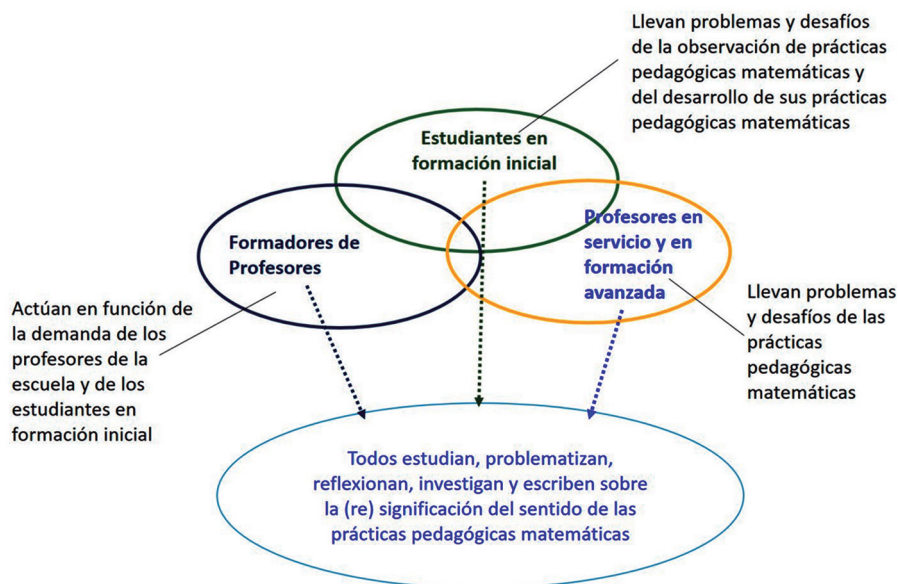 Llevan problemas y desafíos
de la observación de prácticas
pedagógicas matemáticas y
del desarrollo de sus prácticas
pedagógicas matemáticas
Estudiantes en
formación inicial
Formadores de
Profesores
Profesores en
servicio y en
formación
avanzada
Actúan en función de
la demanda de los
profesores de la
escuela y de los
estudiantes en
formación inicial
Llevan problemas
y desafíos de las
prácticas
pedagógicas
matemáticas
Todos estudian, problematizan,
reflexionan, investigan y escriben sobre
la (re) significación del sentido de las
prácticas pedagógicas matemáticas